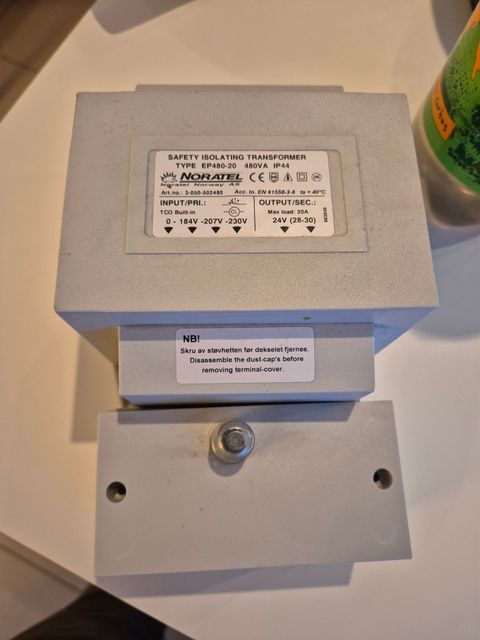 SAFETY ISOLATING TRANSFORMER
TYPE EP480-20 480VA IP44
NORATEL
Noratel Norway AS
Art.no.: 3-050-502480 Acc. to. EN 61558-2-6 ta = 40°C
INPUT/PRI.:
TCO Built-in
CL
0 - 184V -207V -230V
OUTPUT/SEC.:
Max load: 20A
24V (28-30)
NB!
Skru av støvhetten før dekselet fjernes.
Disassemble the dust-cap's before
removing terminal-cover.